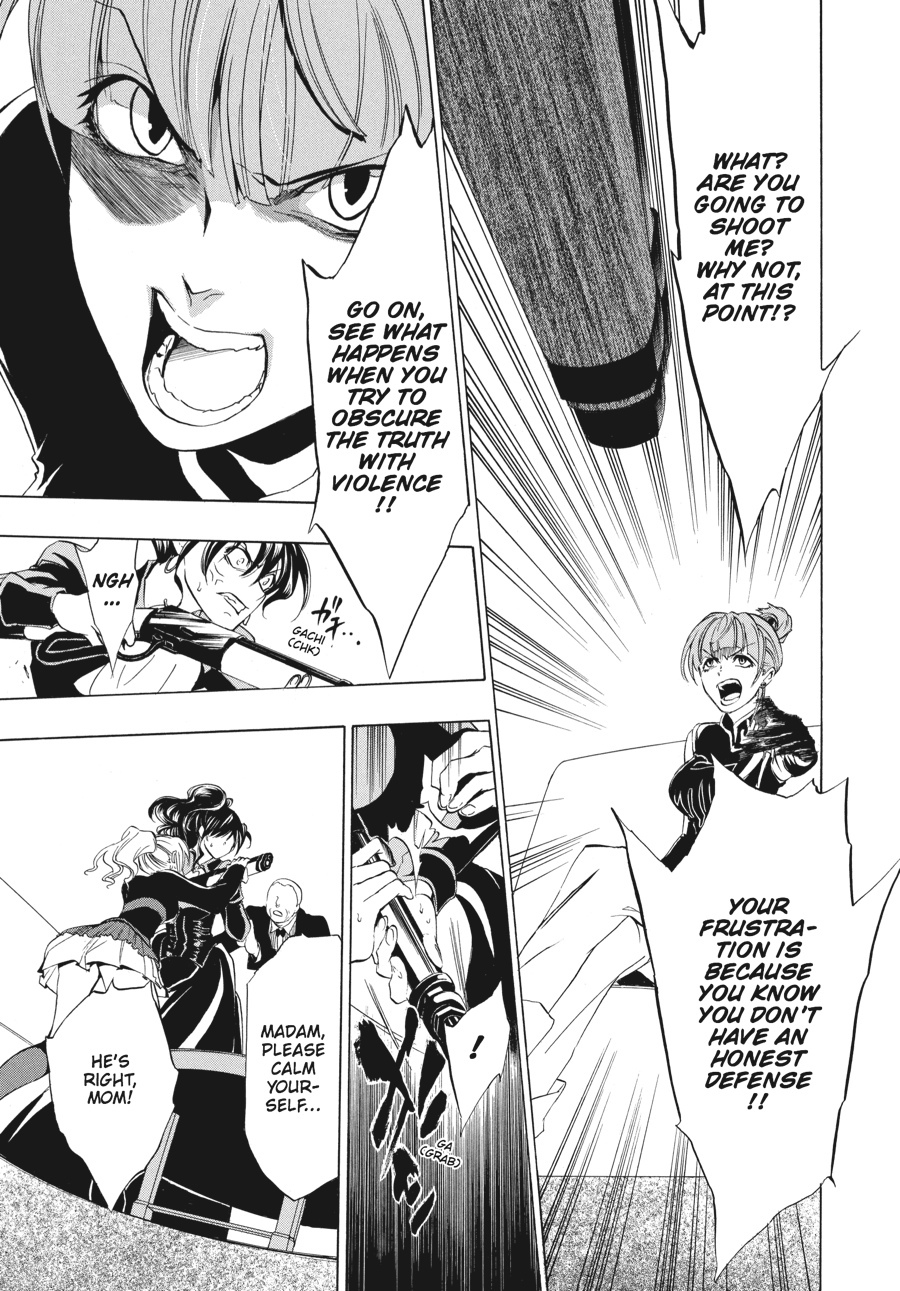 WHAT?
ARE YOU
GOING TO
SHOOT
ME?
WHY NOT,
AT THIS
POINT!?
YOUR
FRUSTRA-
TION IS
BECAUSE
YOU KNOW
YOU DON'T
HAVE AN
HONEST
DEFENSE
!!
GO ON,
SEE WHAT
HAPPENS
WHEN YOU
TRY TO
OBSCURE
THE TRUTH
WITH
VIOLENCE
!!
ガチ...
GACHI
(CHK)
NGH
...
!
ガッ
GA
(GRAB)
MADAM,
PLEASE
CALM
YOUR-
SELF...
HE'S
RIGHT,
MOM!